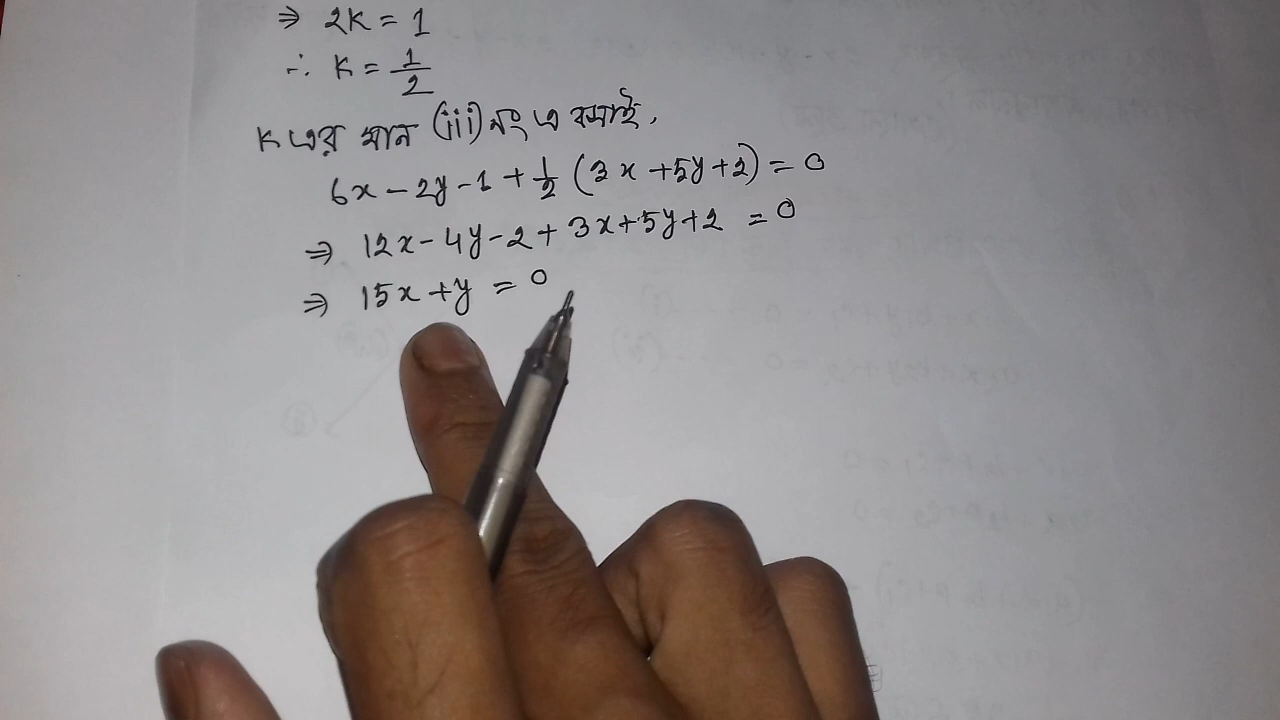 ⇒ 2K = 1
∴ K = 1/2
K এর মান (iii) নং এ বসাই,
6x - 2y - 1 + 1/2 (3x + 5y + 2) = 0
⇒ 12x - 4y - 2 + 3x + 5y + 2 = 0
⇒ 15x + y = 0